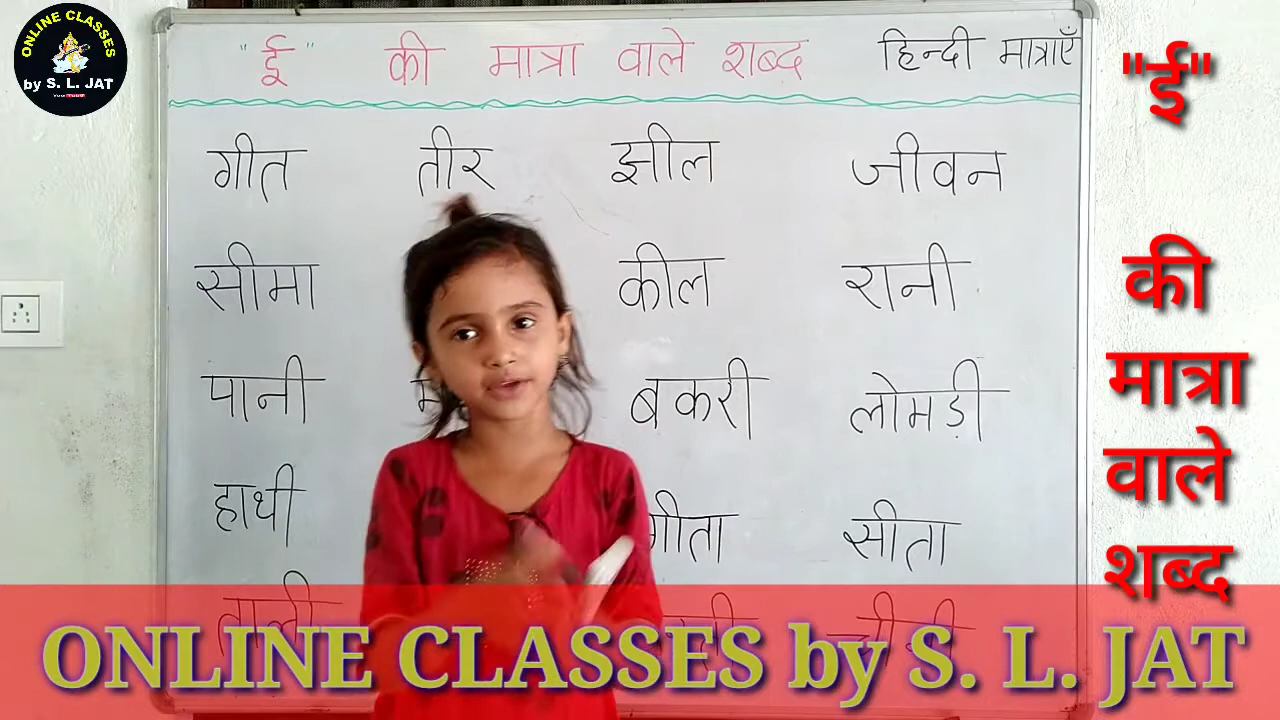 ONLINE CLASSES
by S. L. JAT
"ई" की मात्रा वाले शब्द हिन्दी मात्राएँ
गीत तीर झील जीवन
सीमा कील रानी
पानी बकरी लोमड़ी
हाथी गीता सीता
ताली
"ई"
की
मात्रा
वाले
शब्द
ONLINE CLASSES by S. L. JAT